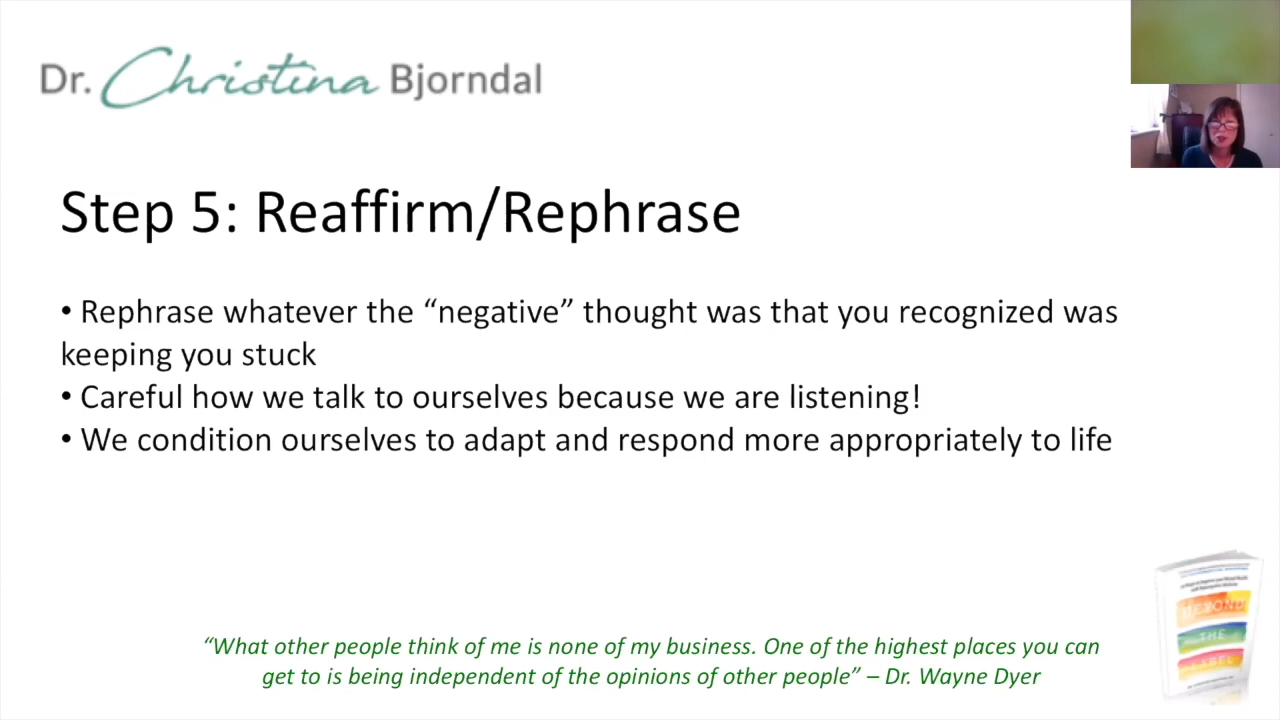 Dr. Christina Bjorndal
Step 5: Reaffirm/Rephrase
• Rephrase whatever the “negative” thought was that you recognized was
keeping you stuck
• Careful how we talk to ourselves because we are listening!
• We condition ourselves to adapt and respond more appropriately to life
BEYOND
THE
LABEL
“What other people think of me is none of my business. One of the highest places you can
get to is being independent of the opinions of other people” – Dr. Wayne Dyer